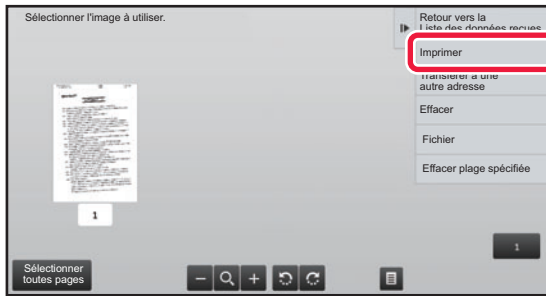 Sélectionner l'image à utiliser.
Retour vers la
Liste des données reçues
Imprimer
Transférer à une
autre adresse
Effacer
Fichier
Effacer plage spécifiée
1
1
Sélectionner
toutes pages